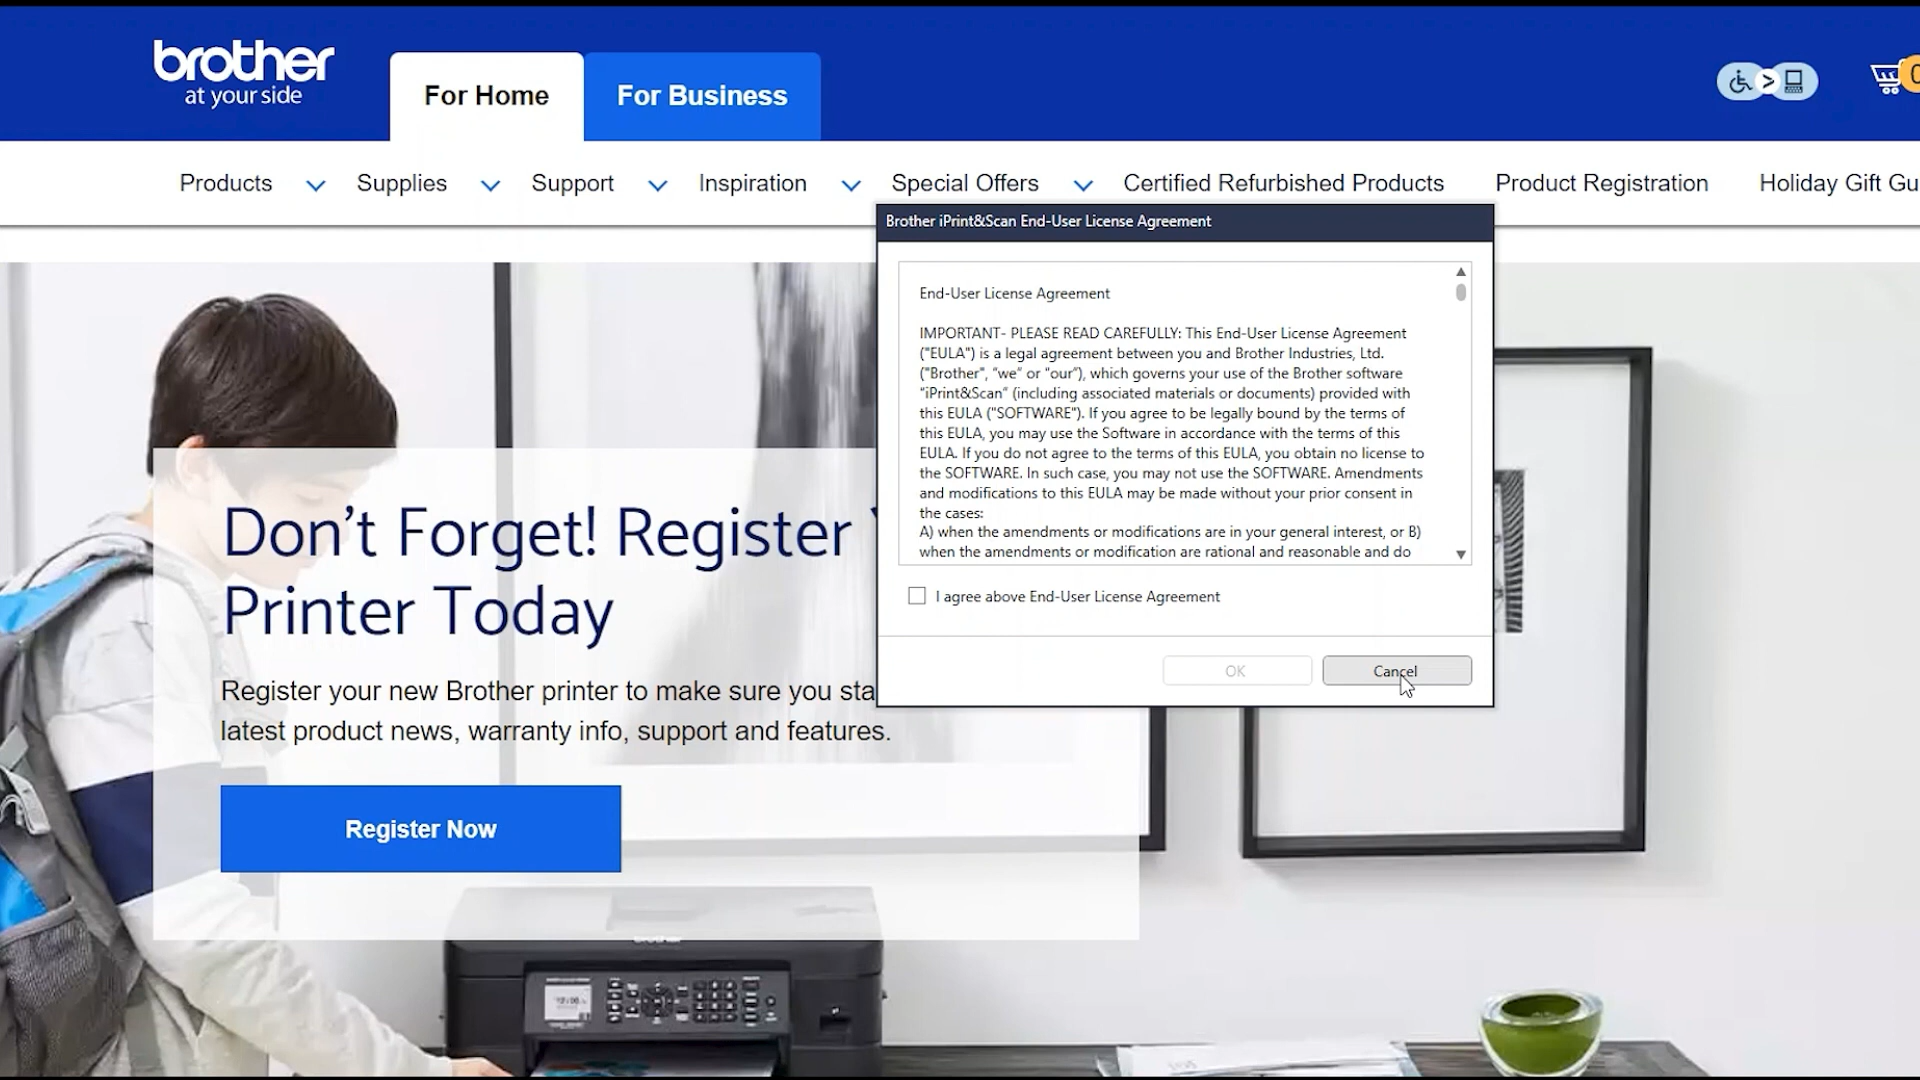 brother
at your side
For Home
For Business
Products
Supplies
Support
Inspiration
Special Offers
Certified Refurbished Products
Product Registration
Holiday Gift Gu
Brother iPrint&Scan End-User License Agreement
End-User License Agreement
IMPORTANT- PLEASE READ CAREFULLY: This End-User License Agreement
("EULA") is a legal agreement between you and Brother Industries, Ltd.
("Brother", "we" or "our"), which governs your use of the Brother software
"iPrint&Scan" (including associated materials or documents) provided with
this EULA ("SOFTWARE"). If you agree to be legally bound by the terms of
this EULA, you may use the Software in accordance with the terms of this
EULA. If you do not agree to the terms of this EULA, you obtain no license to
the SOFTWARE. In such case, you may not use the SOFTWARE. Amendments
and modifications to this EULA may be made without your prior consent in
the cases:
A) when the amendments or modifications are in your general interest, or B)
when the amendments or modification are rational and reasonable and do
I agree above End-User License Agreement
OK
Cancel
Don't Forget! Register
Printer Today
Register your new Brother printer to make sure you sta
latest product news, warranty info, support and features.
Register Now
brother